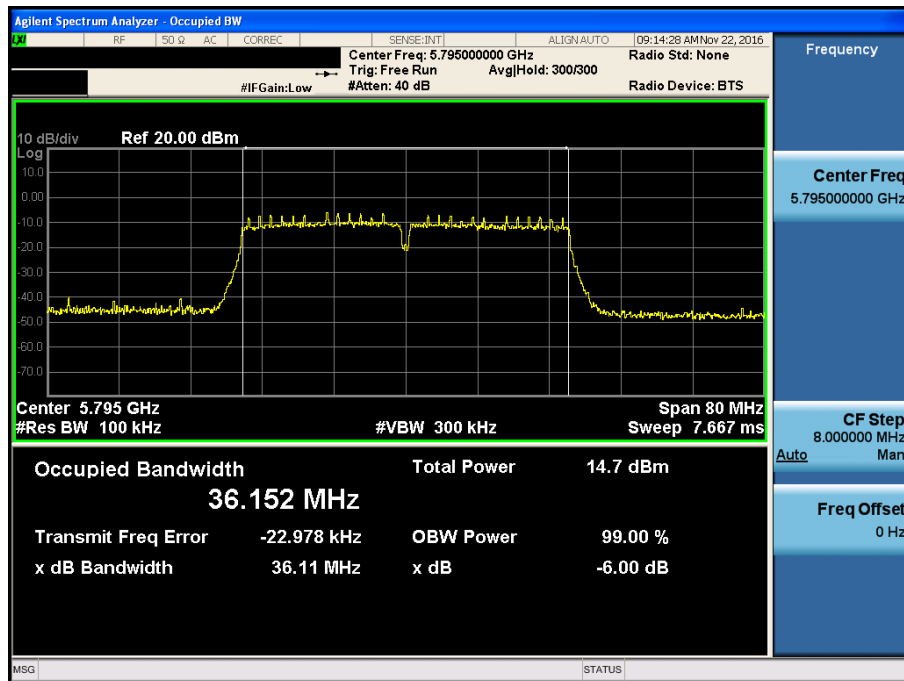 Agilent Spectrum Analyzer - Occupied BW
LXI RF 50 Ω AC CORREC SENSE:INT ALIGN AUTO 09:14:28 AM Nov 22, 2016
Center Freq: 5.795000000 GHz Radio Std: None
Trig: Free Run Avg|Hold: 300/300
#IFGain:Low #Atten: 40 dB Radio Device: BTS
10 dB/div Ref 20.00 dBm
Log
10.0
0.00
-10.0
-20.0
-30.0
-40.0
-50.0
-60.0
-70.0
Center 5.795 GHz Span 80 MHz
#Res BW 100 kHz #VBW 300 kHz Sweep 7.667 ms
Occupied Bandwidth Total Power 14.7 dBm
36.152 MHz
Transmit Freq Error -22.978 kHz OBW Power 99.00 %
x dB Bandwidth 36.11 MHz x dB -6.00 dB
MSG STATUS
Frequency
Center Freq
5.795000000 GHz
CF Step
8.000000 MHz
Auto Man
Freq Offset
0 Hz